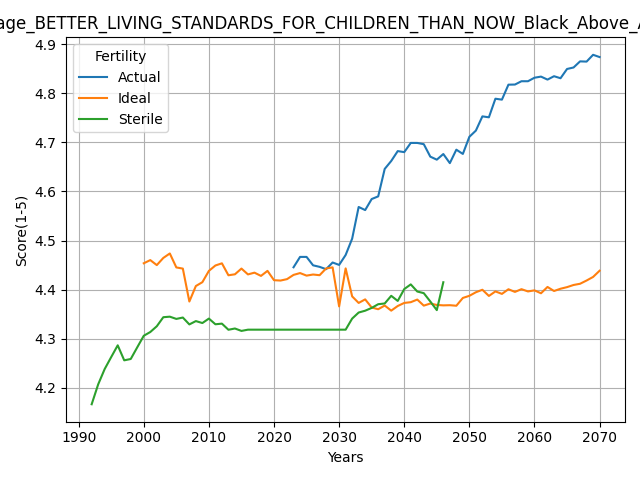 age_BETTER_LIVING_STANDARDS_FOR_CHILDREN_THAN_NOW_Black_Above_
4.9
4.8
4.7
4.6
4.5
4.4
4.3
4.2
Score(1-5)
Fertility
Actual
Ideal
Sterile
1990 2000 2010 2020 2030 2040 2050 2060 2070
Years